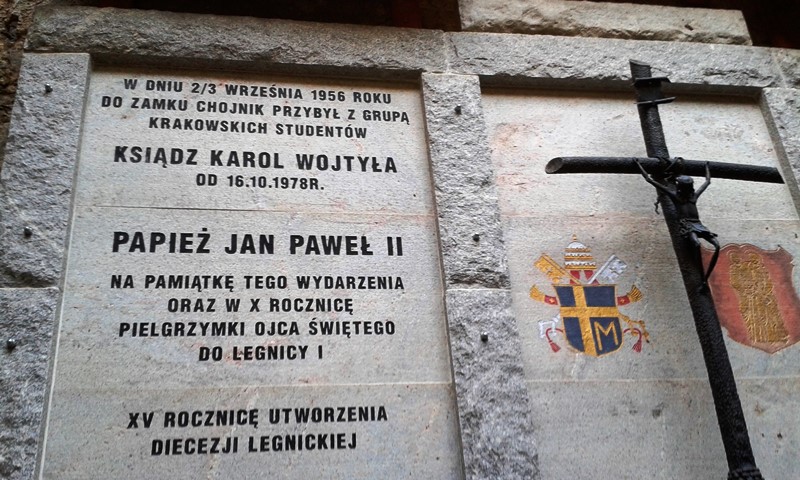 W DNIU 2/3 WRZEŚNIA 1956 ROKU
DO ZAMKU CHOJNIK PRZYBYŁ Z GRUPĄ
KRAKOWSKICH STUDENTÓW
KSIĄDZ KAROL WOJTYŁA
OD 16.10.1978R.
PAPIEŻ JAN PAWEŁ II
NA PAMIĄTKĘ TEGO WYDARZENIA
ORAZ W X ROCZNICĘ
PIELGRZYMKI OJCA ŚWIĘTEGO
DO LEGNICY I
XV ROCZNICĘ UTWORZENIA
DIECEZJI LEGNICKIEJ
M